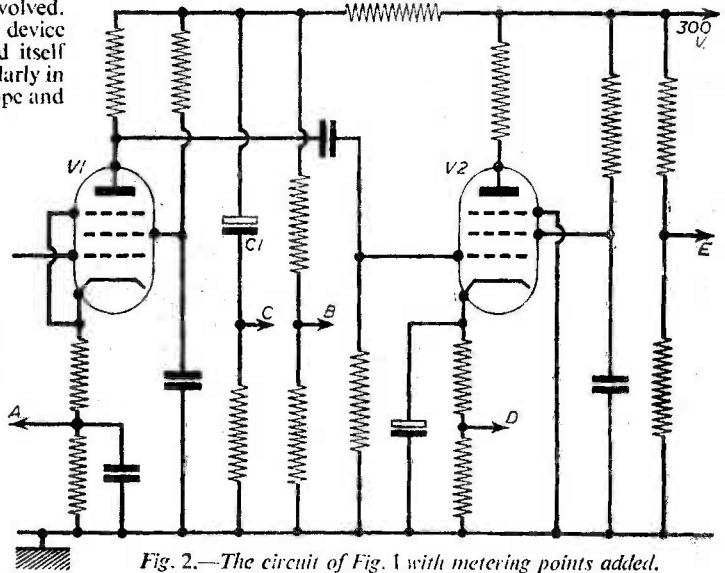 volved.
device
d itself
larly in
ope and
300
V.
V1
V2
C1
E
C
B
A
D
Fig. 2.—The circuit of Fig. 1 with metering points added.